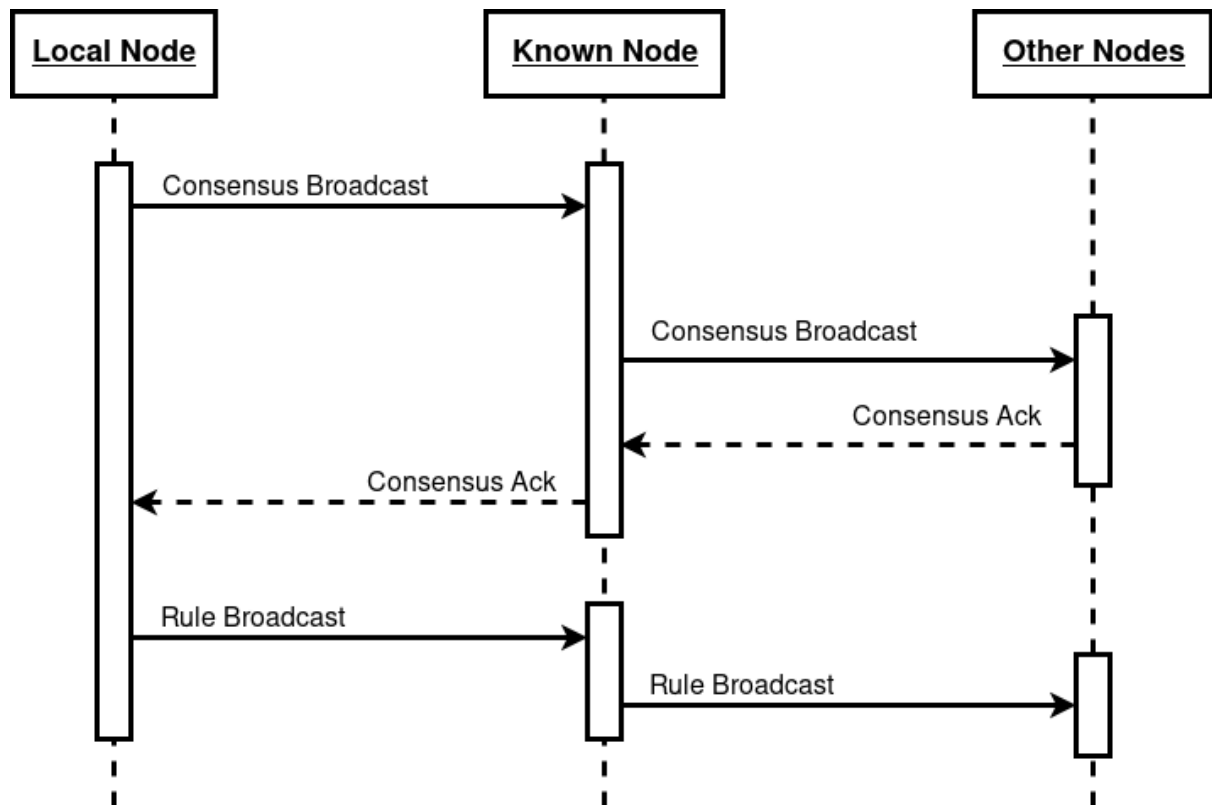 Local Node
Known Node
Other Nodes
Consensus Broadcast
Consensus Broadcast
Consensus Ack
Consensus Ack
Rule Broadcast
Rule Broadcast